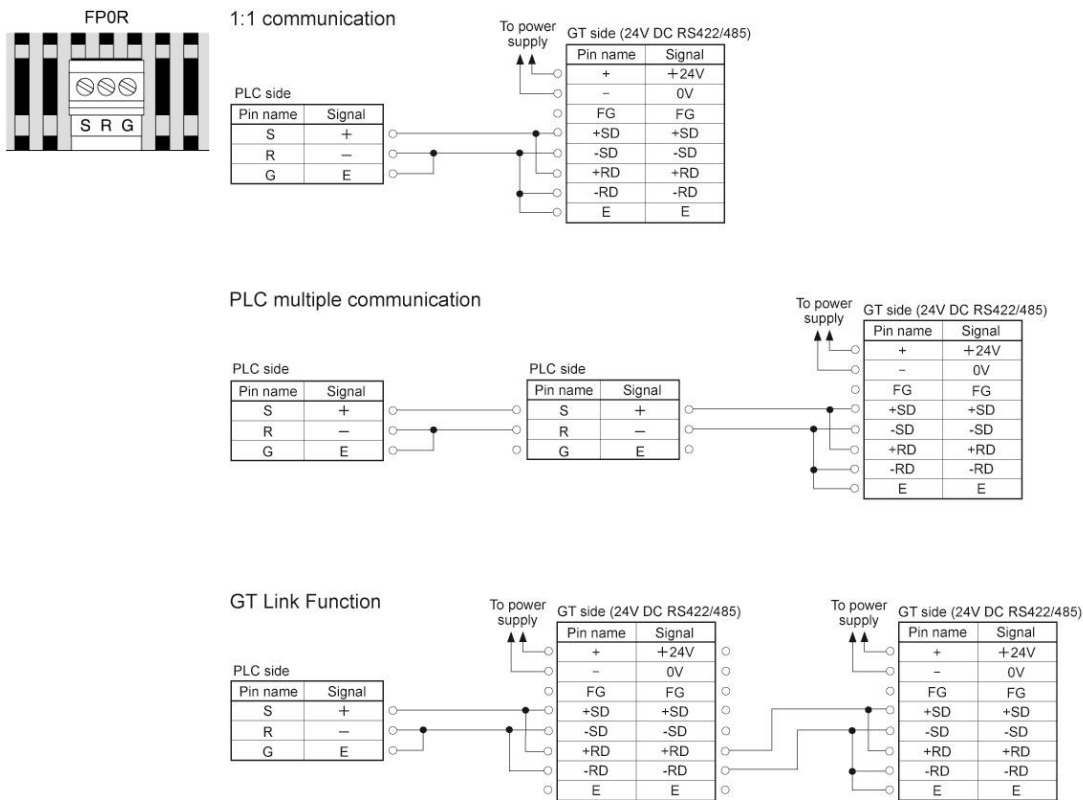 FP0R
S R G
1:1 communication
To power
supply
GT side (24V DC RS422/485)
Pin name Signal
+ +24V
– 0V
FG FG
+SD +SD
-SD -SD
+RD +RD
-RD -RD
E E
PLC side
Pin name Signal
S +
R –
G E
PLC multiple communication
PLC side
Pin name Signal
S +
R –
G E
PLC side
Pin name Signal
S +
R –
G E
To power
supply
GT side (24V DC RS422/485)
Pin name Signal
+ +24V
– 0V
FG FG
+SD +SD
-SD -SD
+RD +RD
-RD -RD
E E
GT Link Function
PLC side
Pin name Signal
S +
R –
G E
To power
supply
GT side (24V DC RS422/485)
Pin name Signal
+ +24V
– 0V
FG FG
+SD +SD
-SD -SD
+RD +RD
-RD -RD
E E
To power
supply
GT side (24V DC RS422/485)
Pin name Signal
+ +24V
– 0V
FG FG
+SD +SD
-SD -SD
+RD +RD
-RD -RD
E E